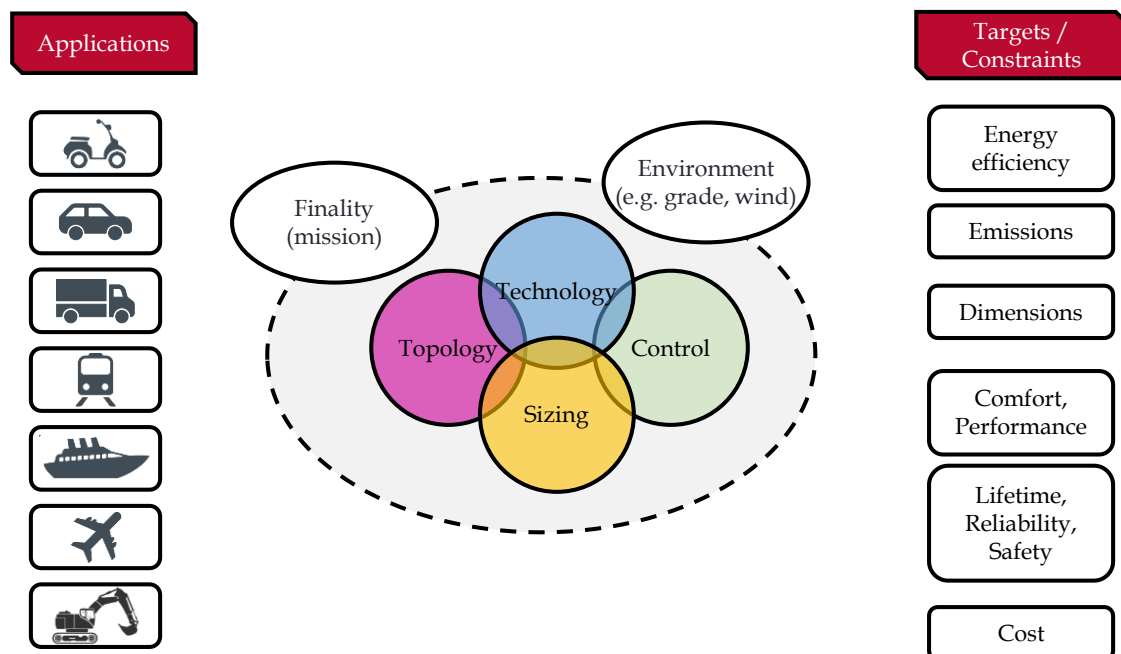 Applications
Targets /
Constraints
Finality
(mission)
Environment
(e.g. grade, wind)
Technology
Topology
Control
Sizing
Energy
efficiency
Emissions
Dimensions
Comfort,
Performance
Lifetime,
Reliability,
Safety
Cost